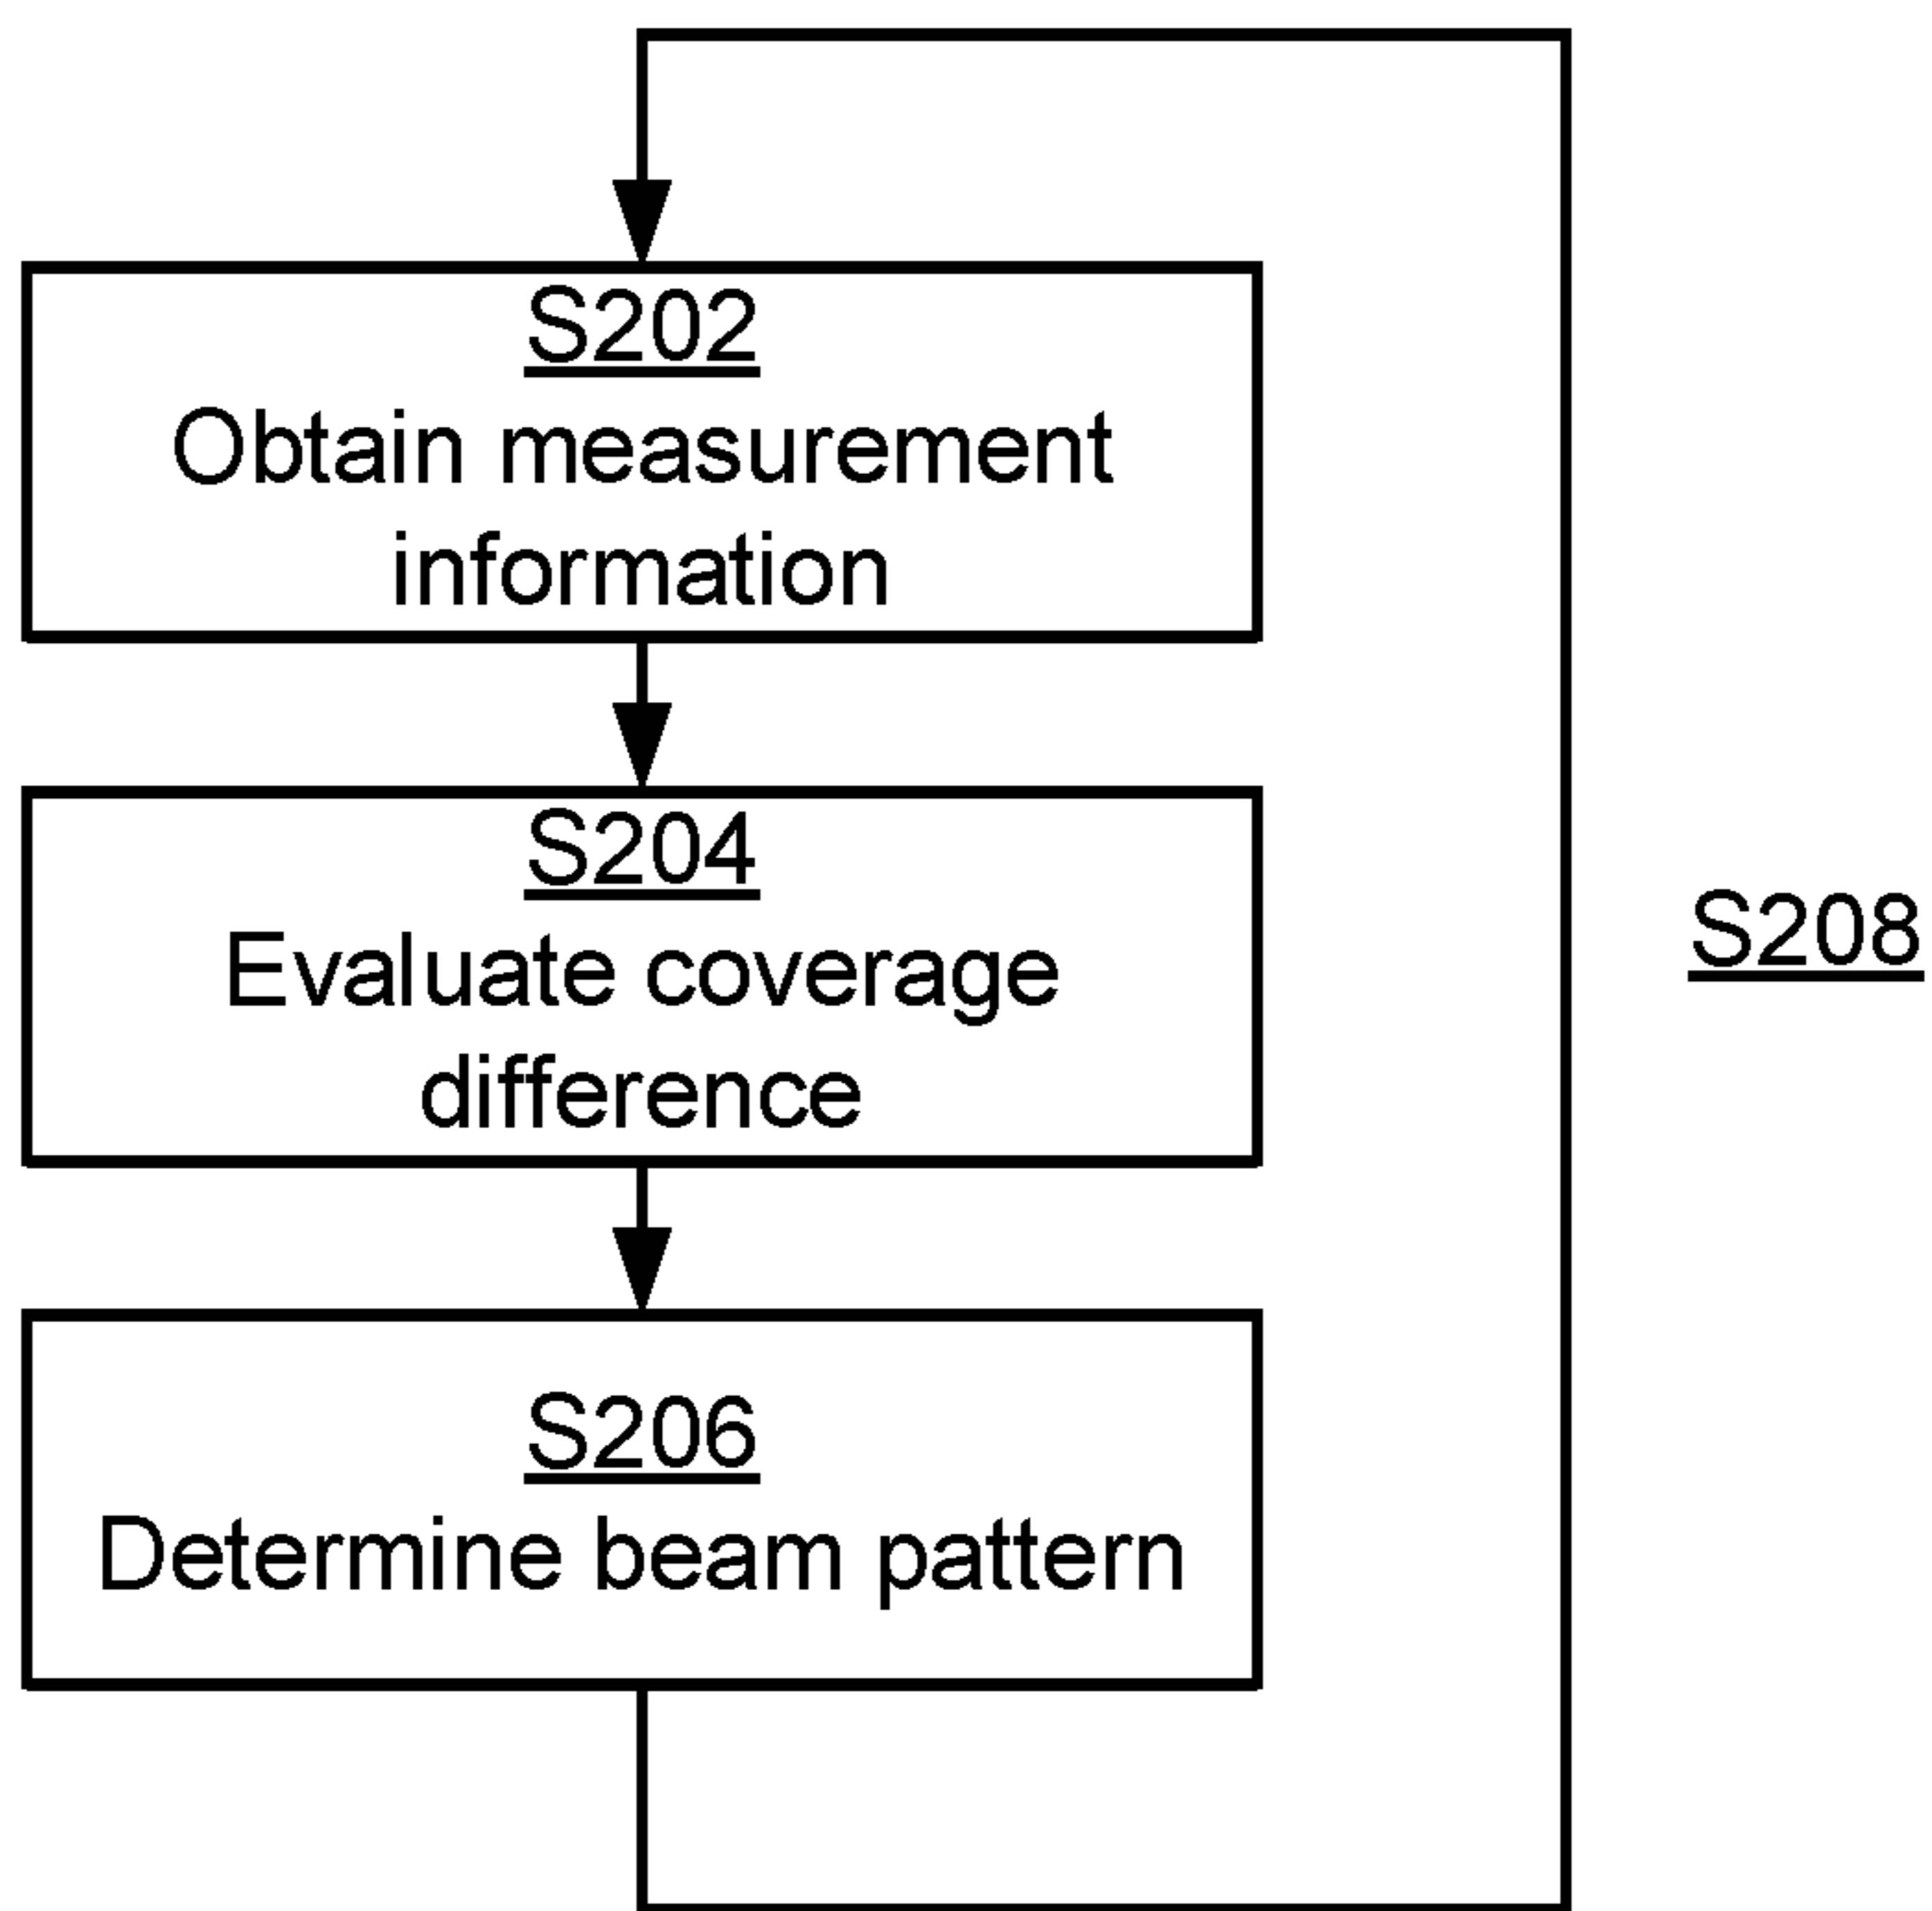 S202
Obtain measurement
information
S204
Evaluate coverage
difference
S208
S206
Determine beam pattern